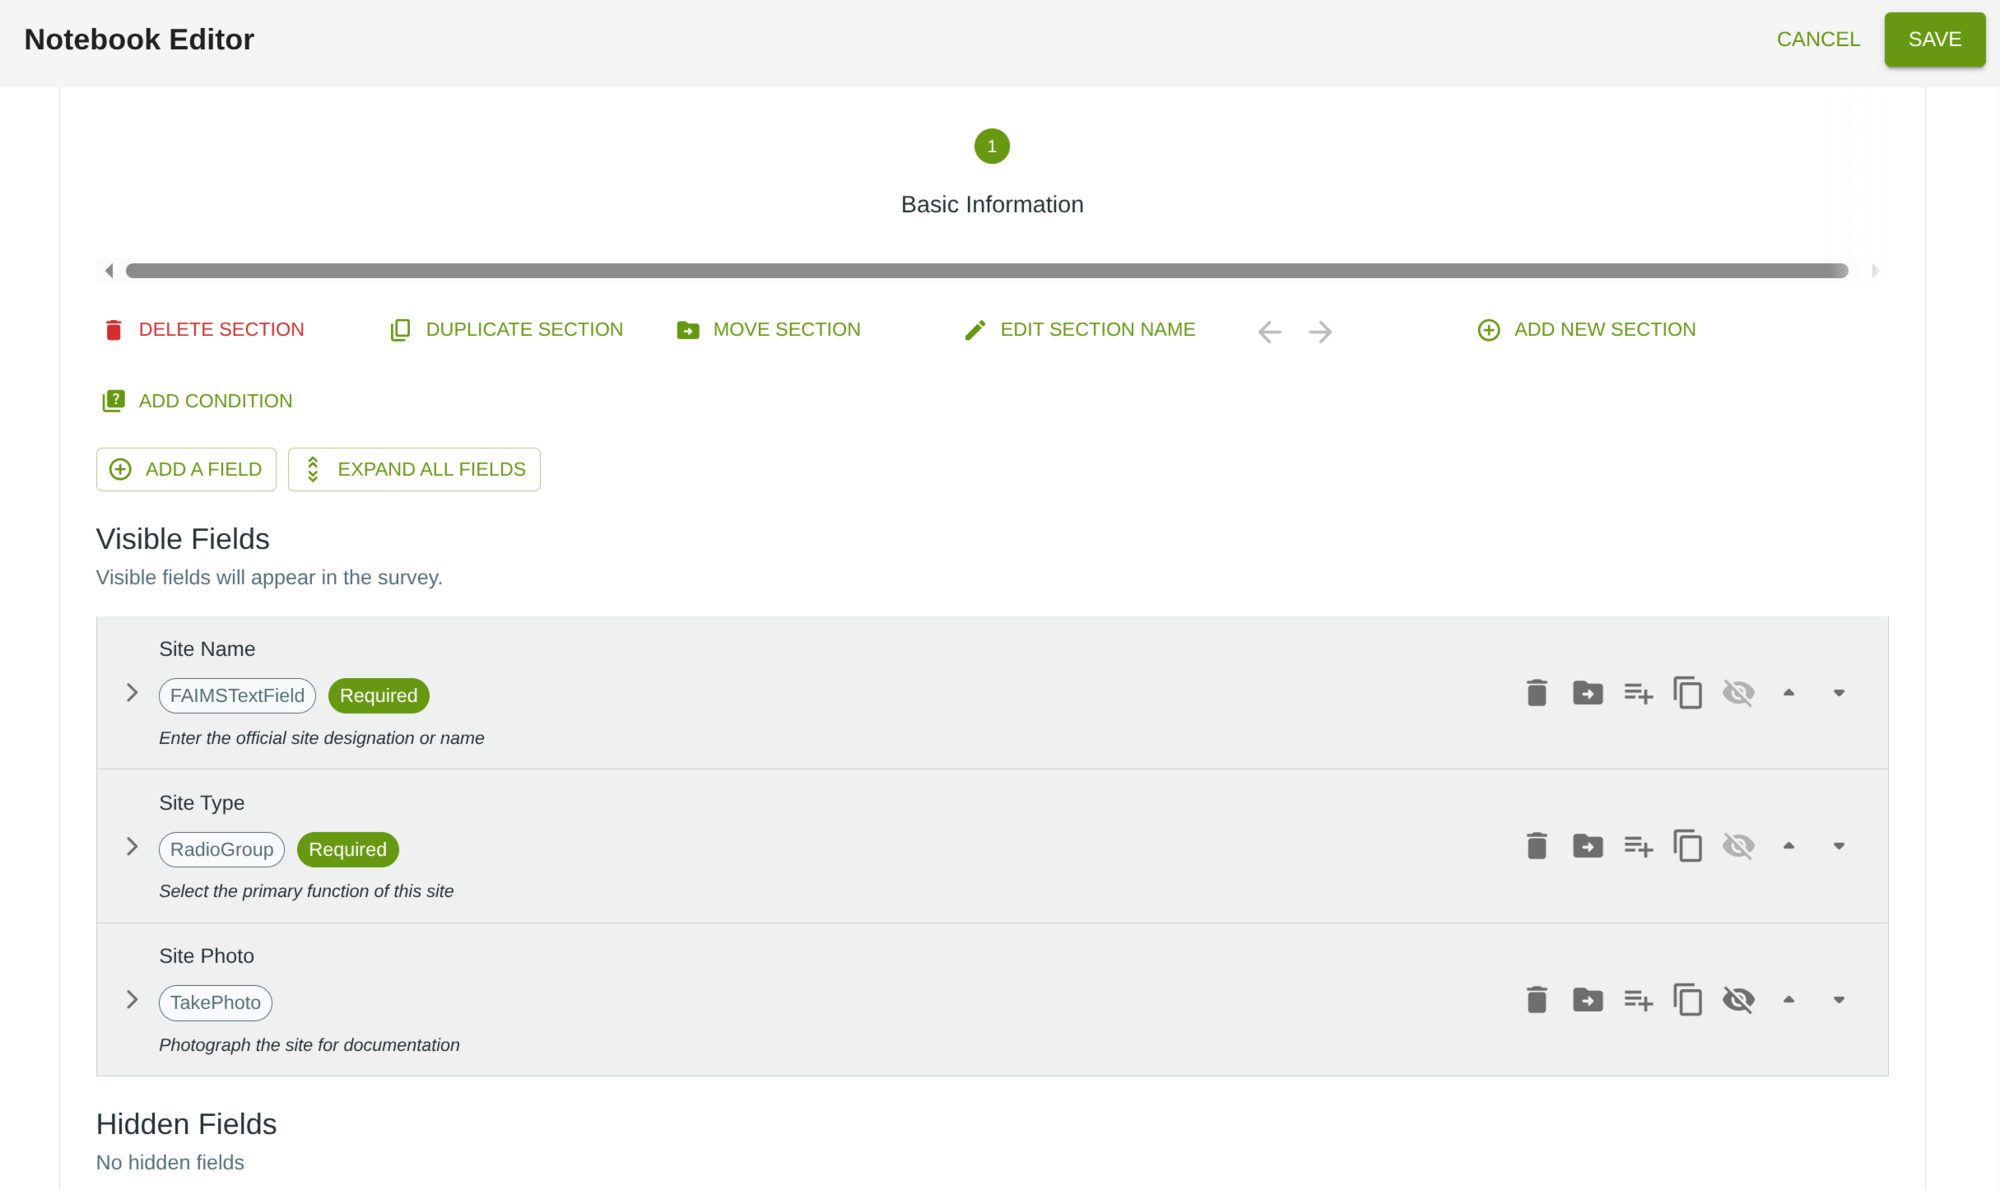 Notebook Editor
CANCEL
SAVE
1
Basic Information
DELETE SECTION
DUPLICATE SECTION
MOVE SECTION
EDIT SECTION NAME
ADD NEW SECTION
ADD CONDITION
ADD A FIELD
EXPAND ALL FIELDS
Visible Fields
Visible fields will appear in the survey.
Site Name
FAIMSTextField
Required
Enter the official site designation or name
Site Type
RadioGroup
Required
Select the primary function of this site
Site Photo
TakePhoto
Photograph the site for documentation
Hidden Fields
No hidden fields